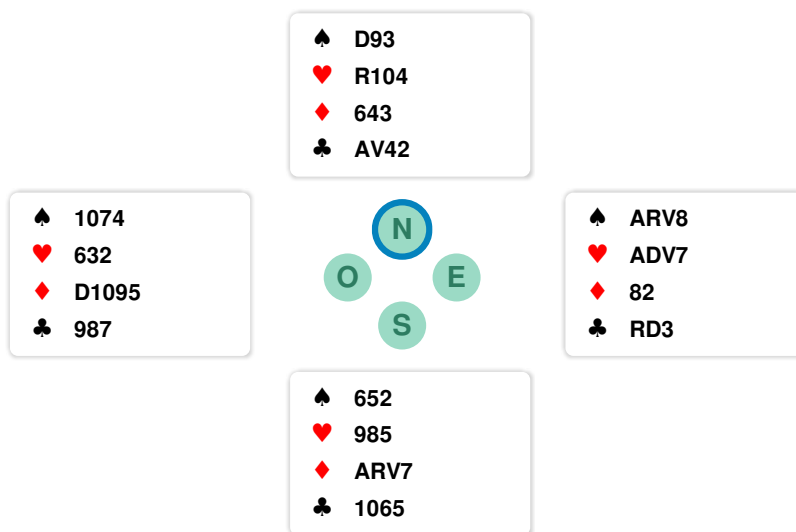 ♠ D93
♥ R104
♦ 643
♣ AV42
♠ 1074
♥ 632
♦ D1095
♣ 987
N
O E
S
♠ ARV8
♥ ADV7
♦ 82
♣ RD3
♠ 652
♥ 985
♦ ARV7
♣ 1065